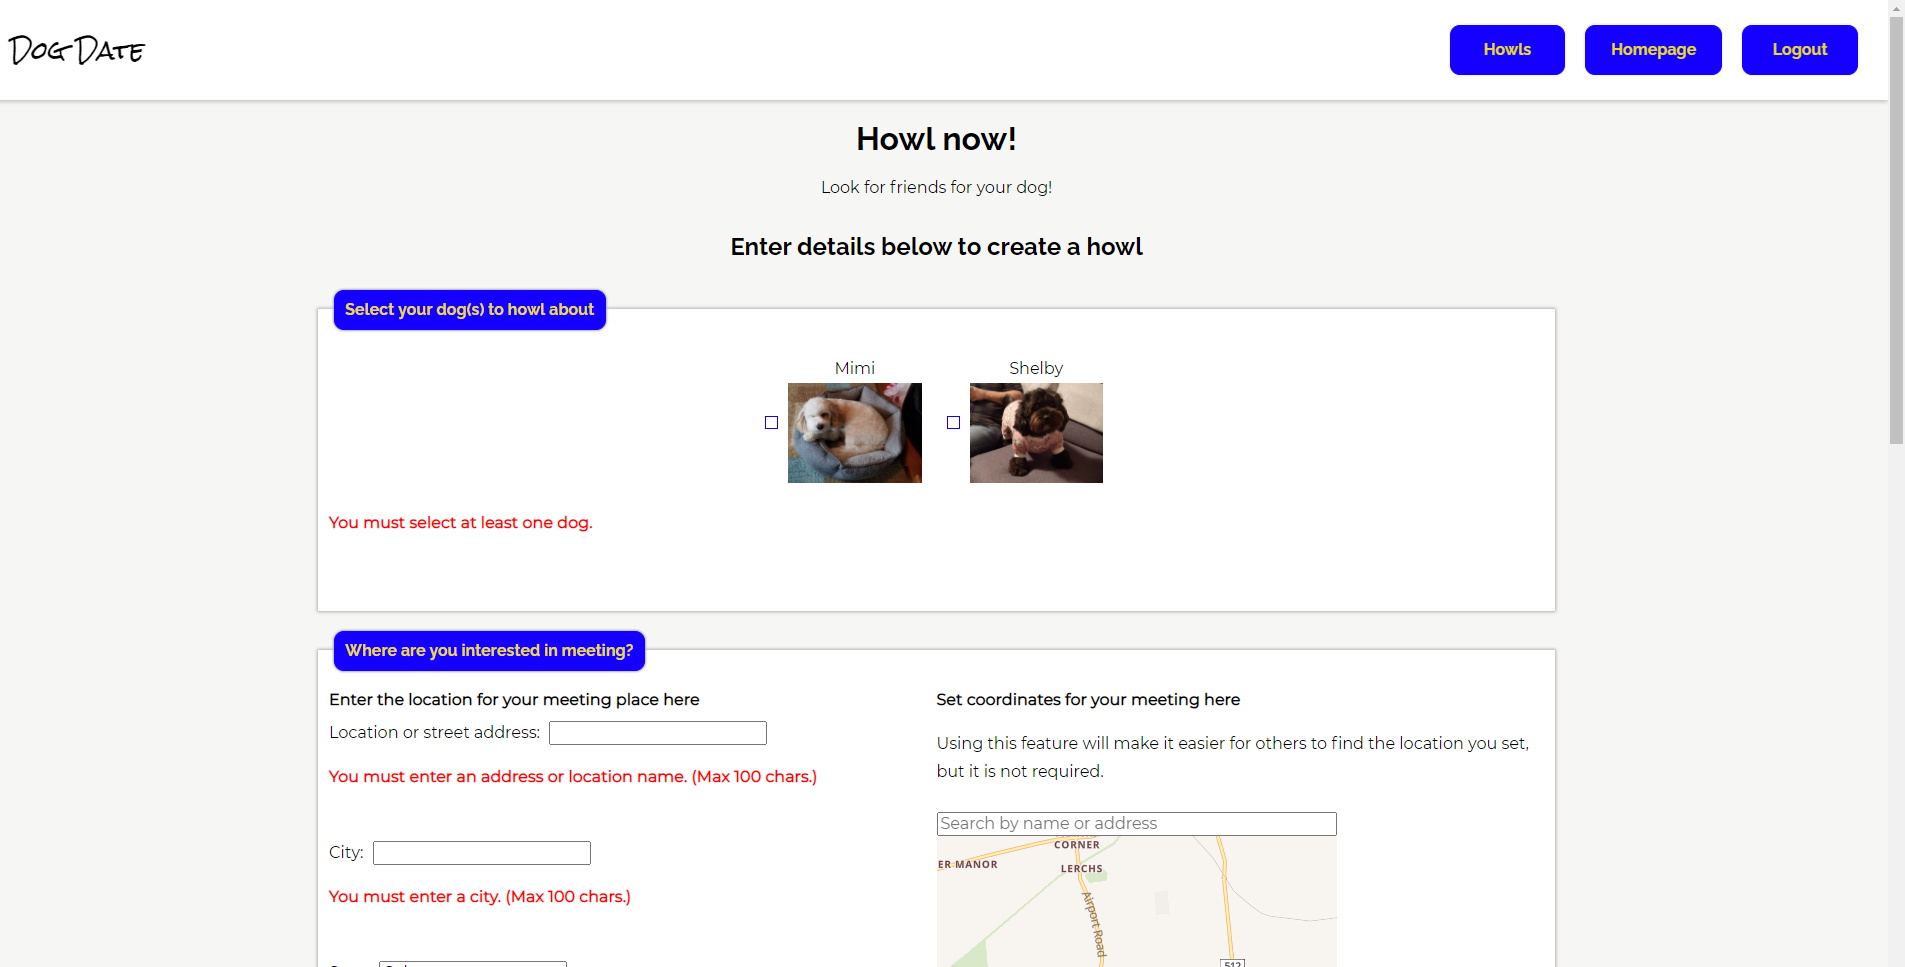 Dog Date
Howls
Homepage
Logout
Howl now!
Look for friends for your dog!
Enter details below to create a howl
Select your dog(s) to howl about
Mimi
Shelby
You must select at least one dog.
Where are you interested in meeting?
Enter the location for your meeting place here
Location or street address:
You must enter an address or location name. (Max 100 chars.)
City:
You must enter a city. (Max 100 chars.)
Set coordinates for your meeting here
Using this feature will make it easier for others to find the location you set,
but it is not required.
Search by name or address
CORNER
ER MANOR
LERCHS
Airport Road
512